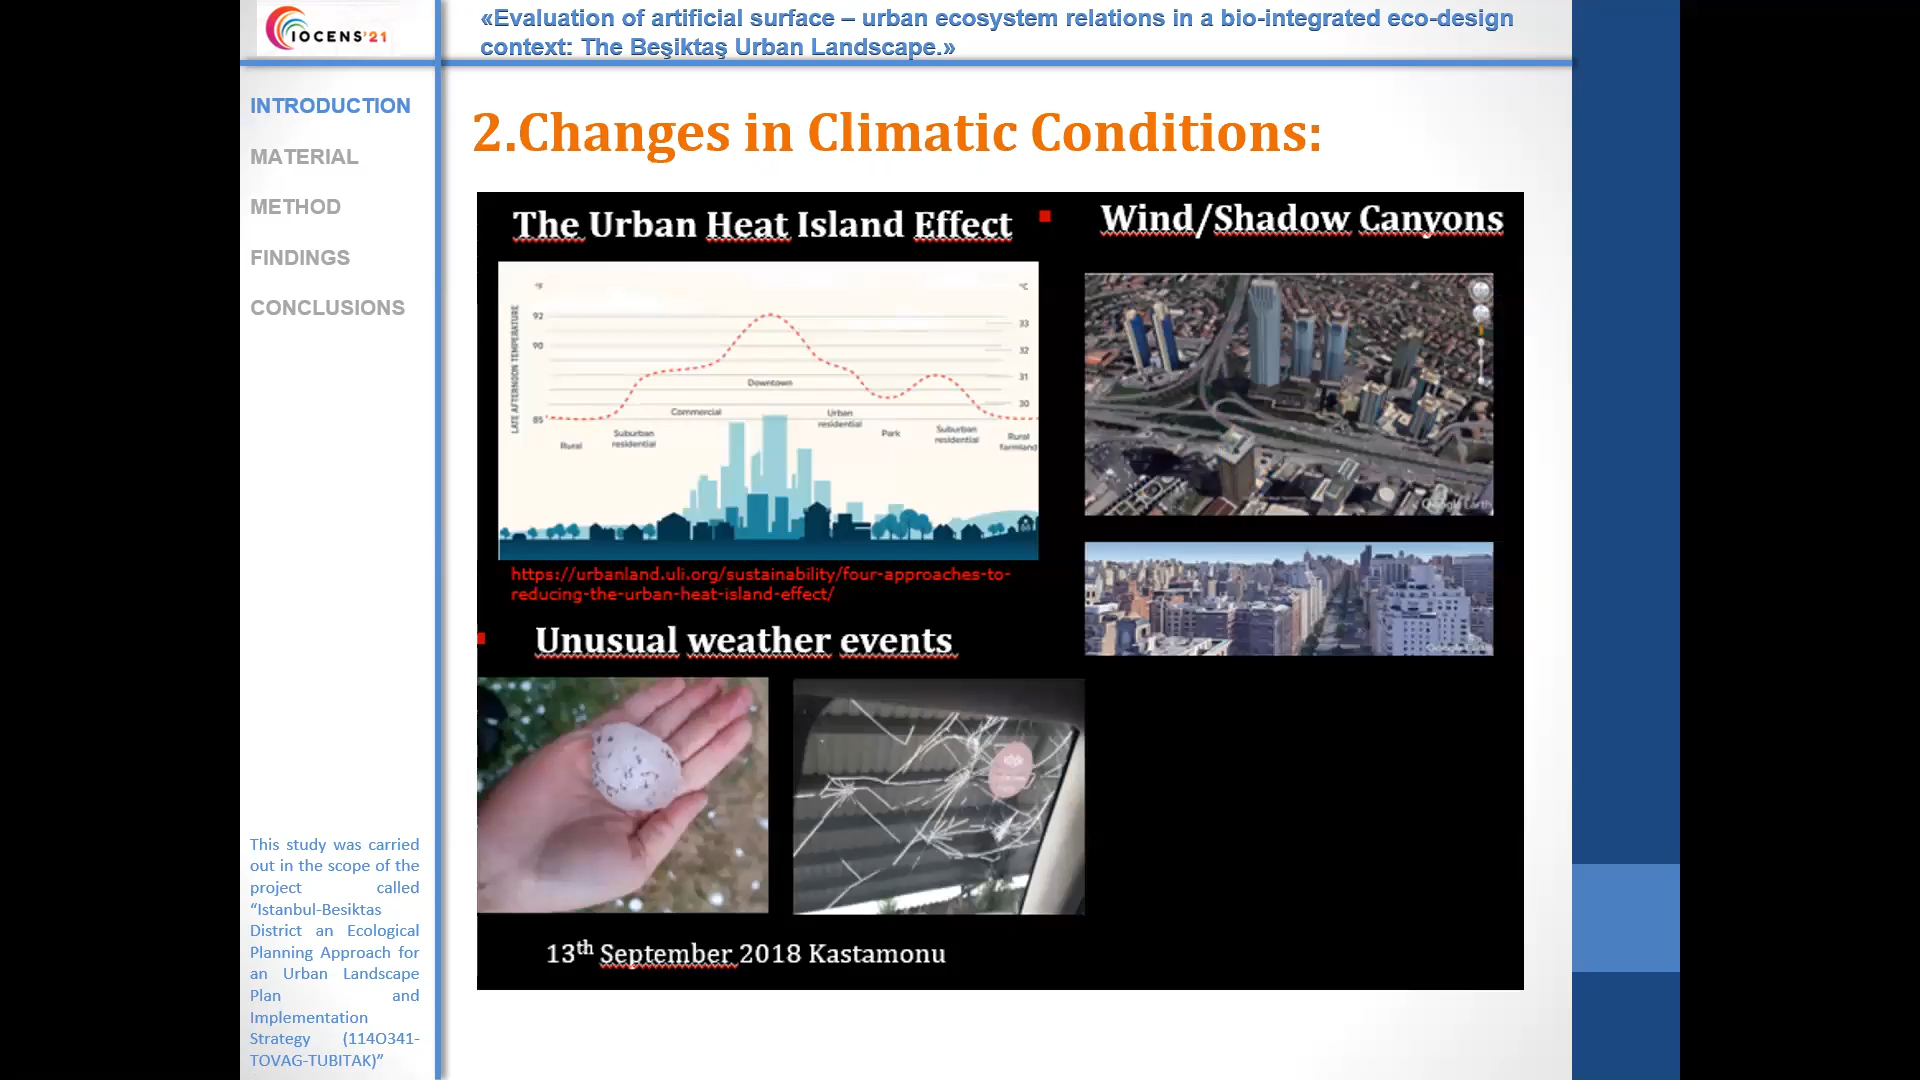 IOCENS'21
«Evaluation of artificial surface – urban ecosystem relations in a bio-integrated eco-design
context: The Beşiktaş Urban Landscape.»
INTRODUCTION
MATERIAL
METHOD
FINDINGS
CONCLUSIONS
This study was carried
out in the scope of the
project called
“Istanbul-Besiktas
District an Ecological
Planning Approach for
an Urban Landscape
Plan and
Implementation
Strategy (114O341-
TOVAG-TUBITAK)”
2.Changes in Climatic Conditions:
The Urban Heat Island Effect
°F
°C
LATE AFTERNOON TEMPERATURE
92
90
85
33
32
31
30
Downtown
Commercial
Urban
residential
Rural
Suburban
residential
Park
Suburban
residential
Rural
farmland
https://urbanland.uli.org/sustainability/four-approaches-to-
reducing-the-urban-heat-island-effect/
Wind/Shadow Canyons
Google Earth
Unusual weather events
13th September 2018 Kastamonu